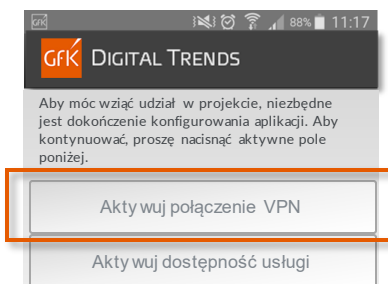 GfK 88% 11:17
GfK DIGITAL TRENDS
Aby móc wziąć udział w projekcie, niezbędne
jest dokończenie konfigurowania aplikacji. Aby
kontynuować, proszę nacisnąć aktywne pole
poniżej.
Aktywuj połączenie VPN
Aktywuj dostępność usługi